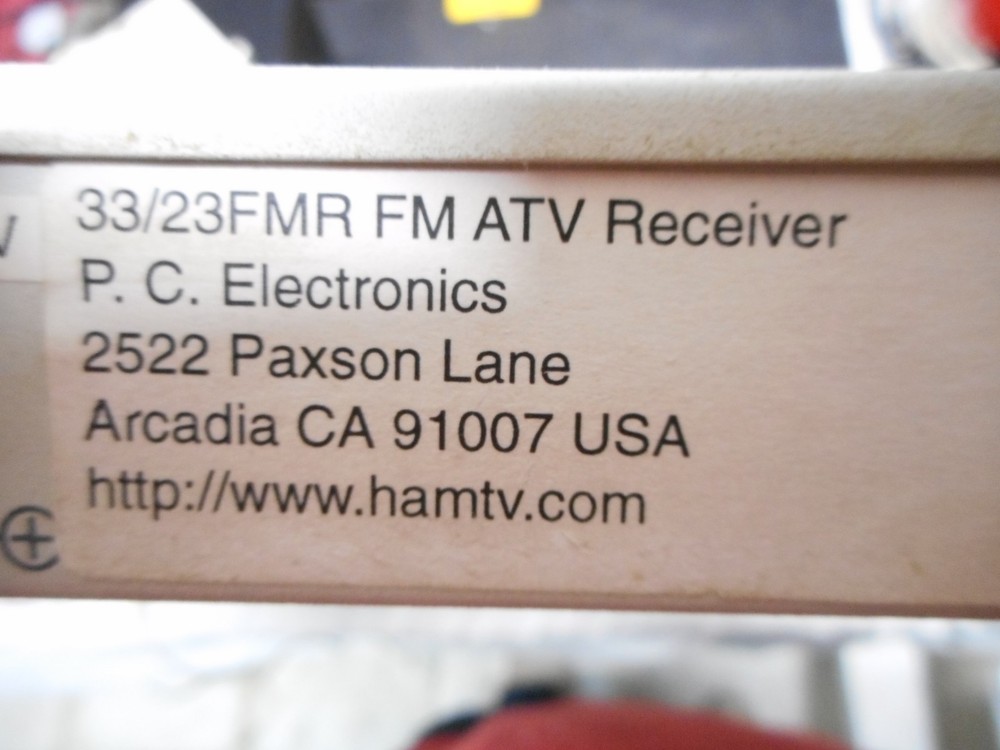 33/23FMR FM ATV Receiver
P. C. Electronics
2522 Paxson Lane
Arcadia CA 91007 USA
http://www.hamtv.com